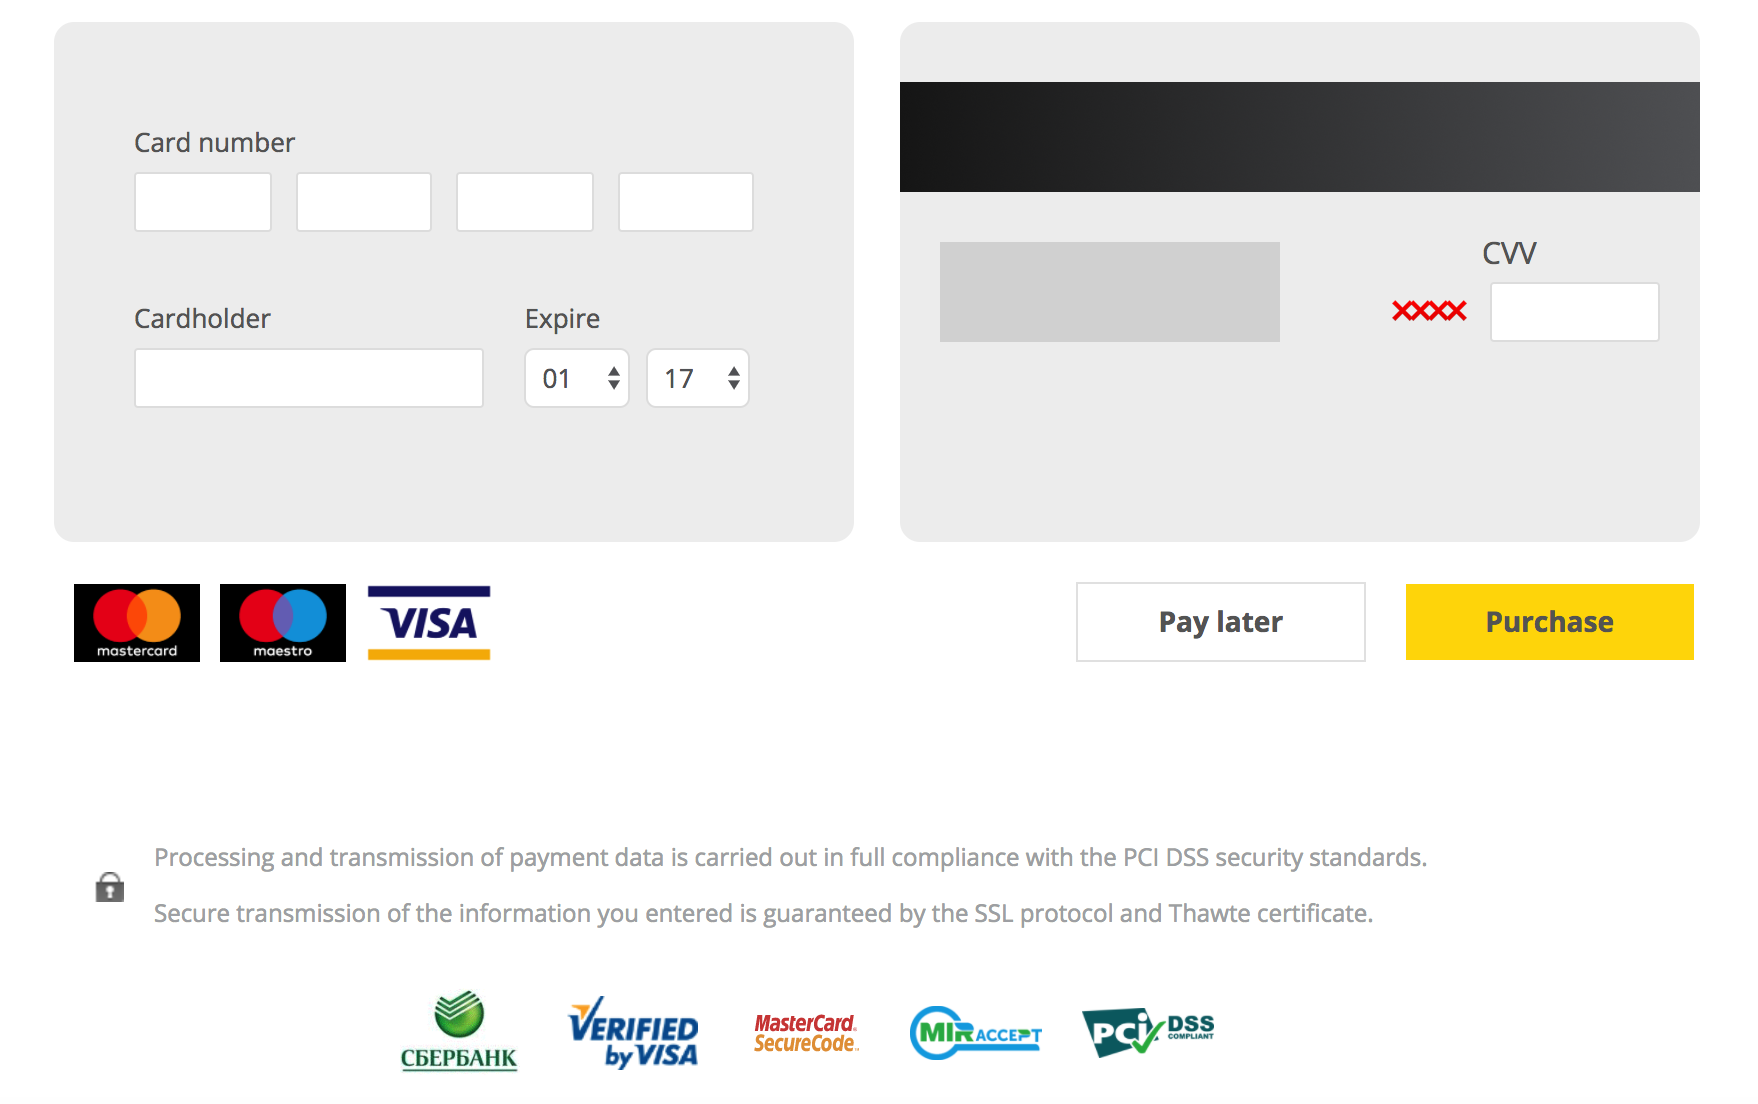 Card number
Cardholder
Expire
01
17
CVV
XXXX
mastercard
maestro
VISA
Pay later
Purchase
Processing and transmission of payment data is carried out in full compliance with the PCI DSS security standards.
Secure transmission of the information you entered is guaranteed by the SSL protocol and Thawte certificate.
СБЕРБАНК
VERIFIED
by VISA
MasterCard
SecureCode
MIR ACCEPT
PCI DSS
COMPLIANT